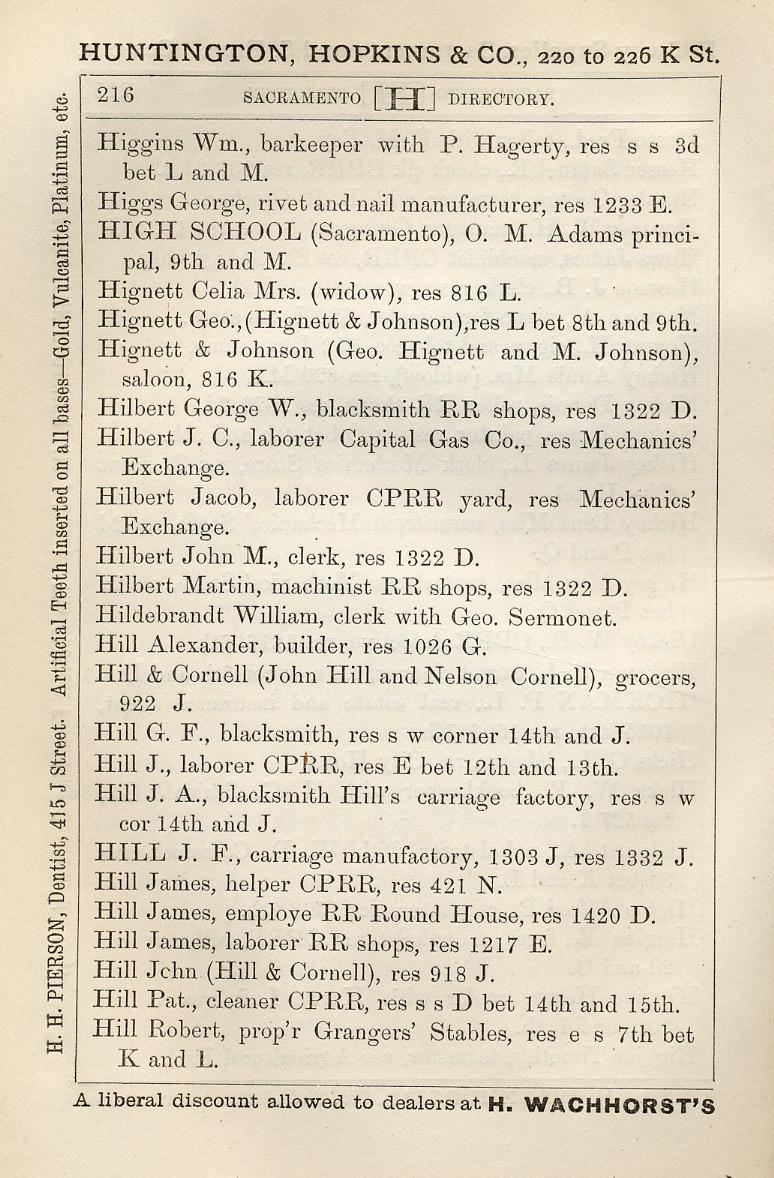 HUNTINGTON, HOPKINS & CO., 220 to 226 K St.
216 SACRAMENTO [H] DIRECTORY.
Higgins Wm., barkeeper with P. Hagerty, res s s 3d
bet L and M.
Higgs George, rivet and nail manufacturer, res 1233 E.
HIGH SCHOOL (Sacramento), O. M. Adams princi-
pal, 9th and M.
Hignett Celia Mrs. (widow), res 816 L.
Hignett Geo., (Hignett & Johnson), res L bet 8th and 9th.
Hignett & Johnson (Geo. Hignett and M. Johnson),
saloon, 816 K.
Hilbert George W., blacksmith RR shops, res 1322 D.
Hilbert J. C., laborer Capital Gas Co., res Mechanics'
Exchange.
Hilbert Jacob, laborer CPRR yard, res Mechanics'
Exchange.
Hilbert John M., clerk, res 1322 D.
Hilbert Martin, machinist RR shops, res 1322 D.
Hildebrandt William, clerk with Geo. Sermonet.
Hill Alexander, builder, res 1026 G.
Hill & Cornell (John Hill and Nelson Cornell), grocers,
922 J.
Hill G. F., blacksmith, res s w corner 14th and J.
Hill J., laborer CPRR, res E bet 12th and 13th.
Hill J. A., blacksmith Hill's carriage factory, res s w
cor 14th and J.
HILL J. F., carriage manufactory, 1303 J, res 1332 J.
Hill James, helper CPRR, res 421 N.
Hill James, employe RR Round House, res 1420 D.
Hill James, laborer RR shops, res 1217 E.
Hill Jchn (Hill & Cornell), res 918 J.
Hill Pat., cleaner CPRR, res s s D bet 14th and 15th.
Hill Robert, prop'r Grangers' Stables, res e s 7th bet
K and L.
A liberal discount allowed to dealers at H. WACHHORST'S
H. H. PIERSON, Dentist, 415 J Street. Artificial Teeth inserted on all bases—Gold, Vulcanite, Platinum, etc.